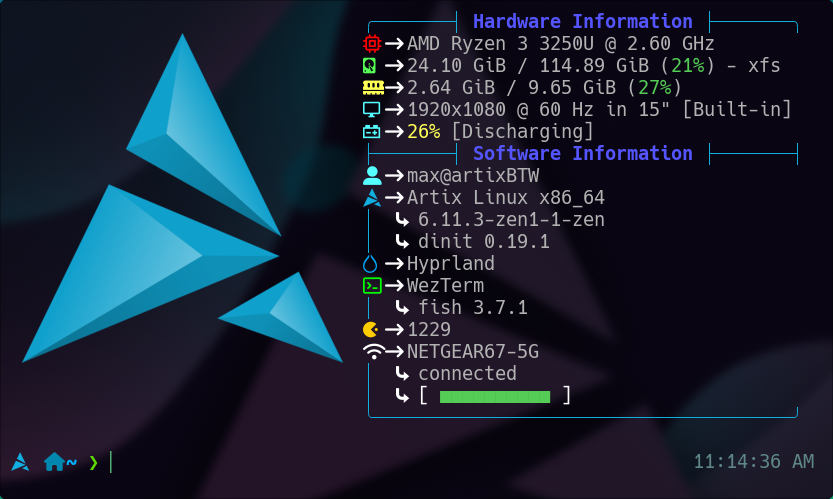 Hardware Information
AMD Ryzen 3 3250U @ 2.60 GHz
24.10 GiB / 114.89 GiB (21%) - xfs
2.64 GiB / 9.65 GiB (27%)
1920x1080 @ 60 Hz in 15" [Built-in]
26% [Discharging]
Software Information
max@artixBTW
Artix Linux x86_64
6.11.3-zen1-1-zen
dinit 0.19.1
Hyprland
WezTerm
fish 3.7.1
1229
NETGEAR67-5G
connected
[ ]
~ ❯ 11:14:36 AM